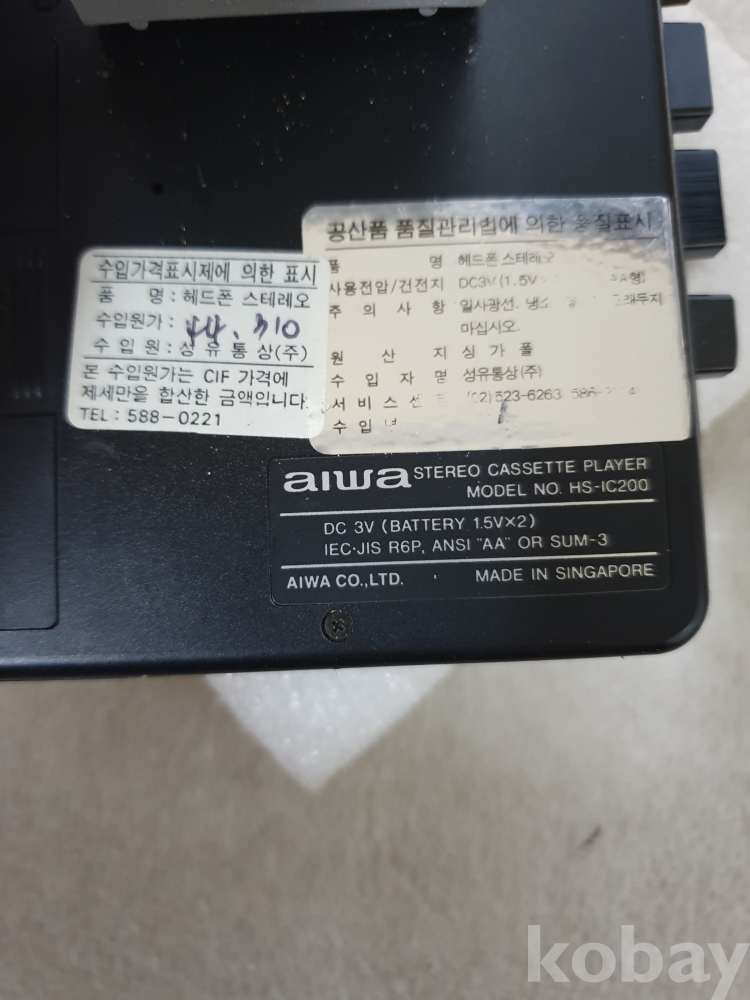 수입가격표시제에 의한 표시
품 명 : 헤드폰 스테레오
수입원가 : 44.310
수 입 원 : 성유통상(주)
본 수입원가는 CIF 가격에
제세만을 합산한 금액입니다
TEL : 588-0221
공산품 품질관리법에 의한 품질표시
품 명 헤드폰 스테레오
사용전압/건전지 DC3V(1.5V
주 의 사 항 일사광선.
마십시오.
원 산 지 싱가폴
수 입 자 명 성유통상(주)
서비스센 (02)523-6263
수입
aiwa STEREO CASSETTE PLAYER
MODEL NO. HS-IC200
DC 3V (BATTERY 1.5V×2)
IEC·JIS R6P, ANSI "AA" OR SUM-3
AIWA CO.,LTD. MADE IN SINGAPORE
kobay